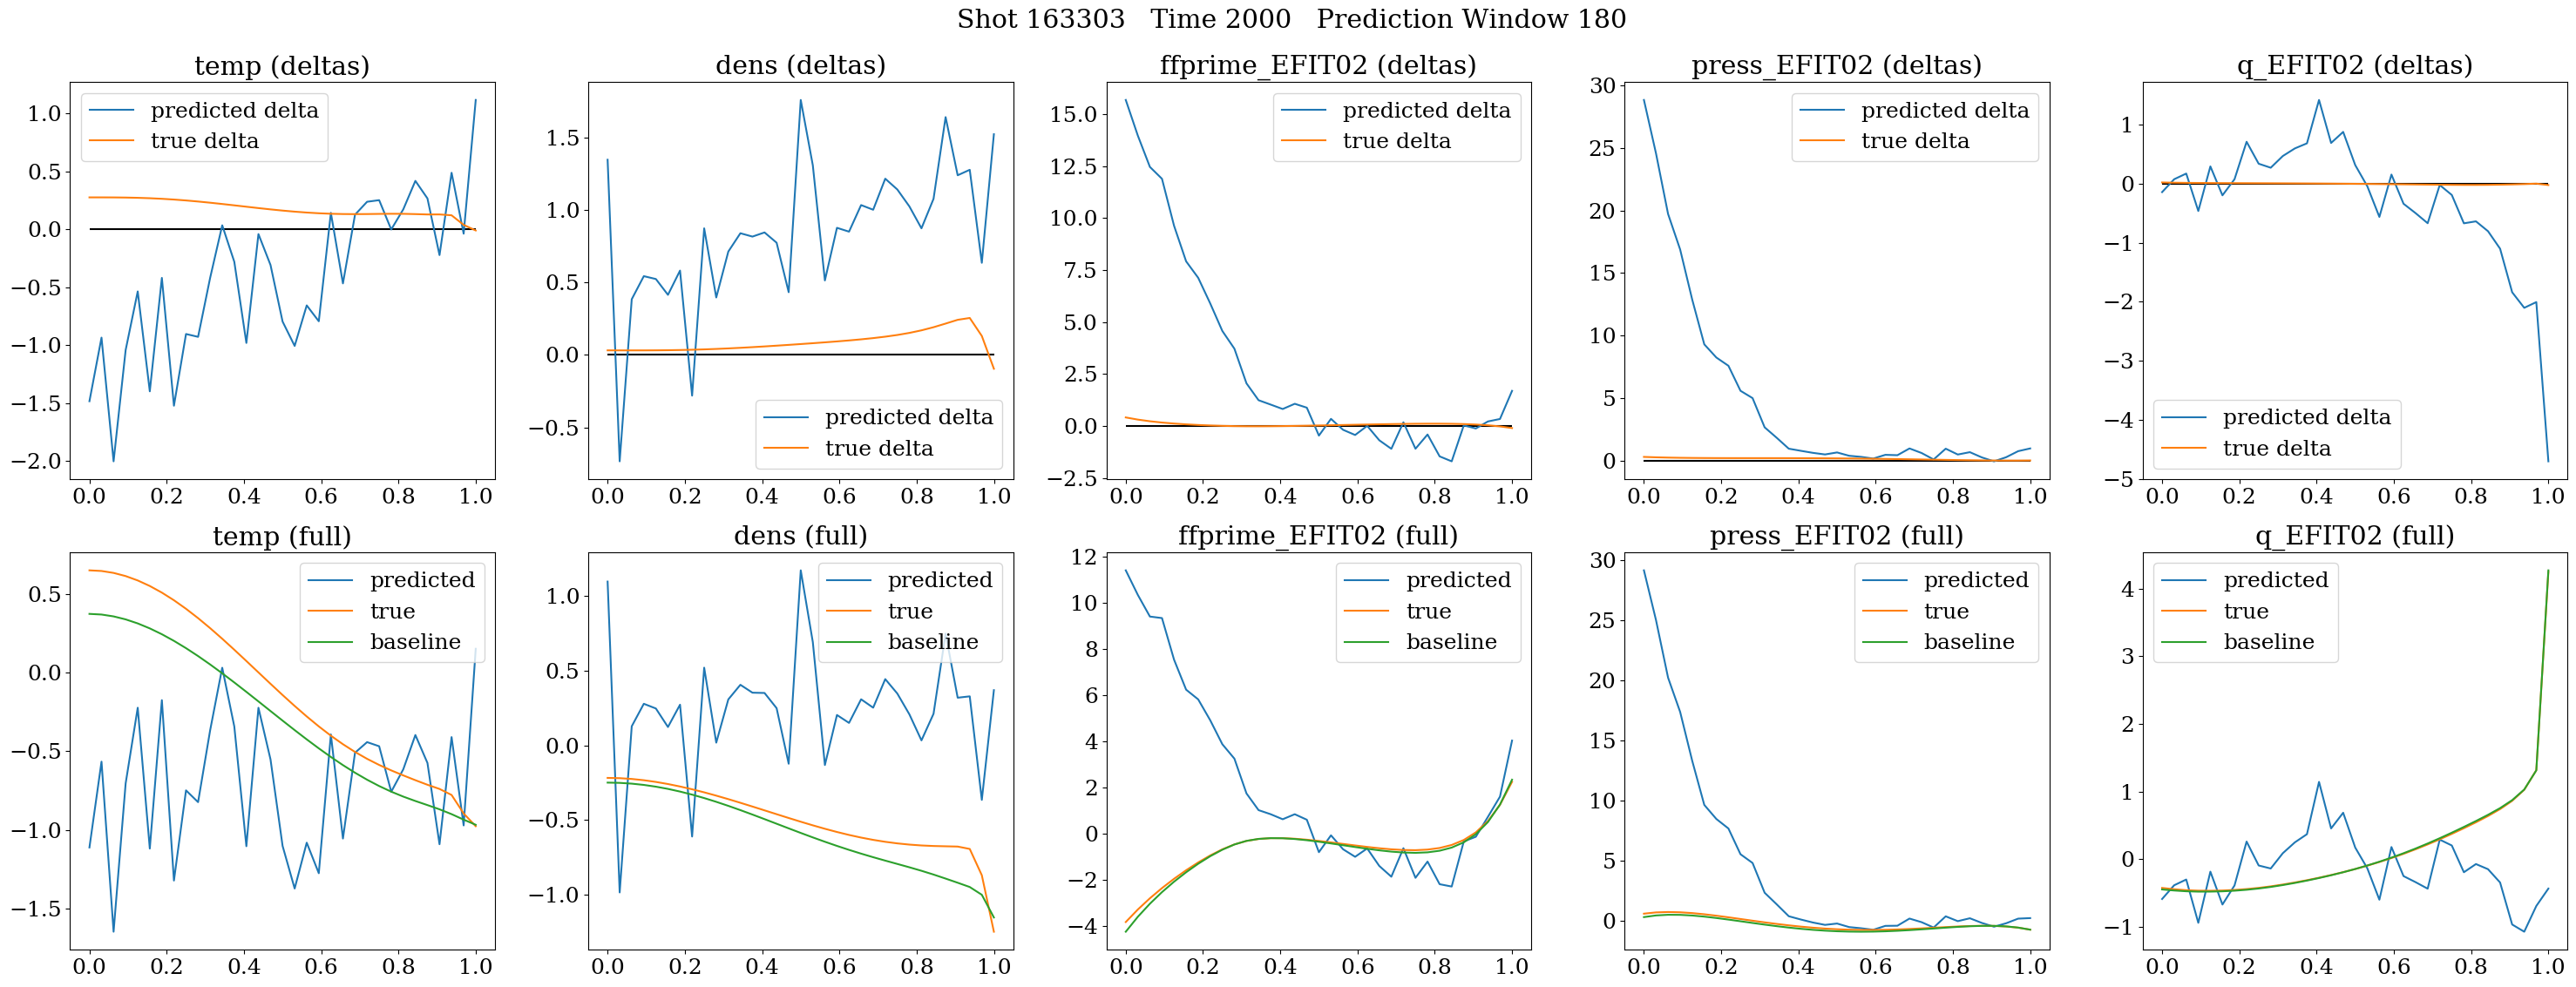 Shot 163303   Time 2000   Prediction Window 180
temp (deltas)
predicted delta
true delta
1.0
0.5
0.0
−0.5
−1.0
−1.5
−2.0
0.0 0.2 0.4 0.6 0.8 1.0
dens (deltas)
predicted delta
true delta
1.5
1.0
0.5
0.0
−0.5
0.0 0.2 0.4 0.6 0.8 1.0
ffprime_EFIT02 (deltas)
predicted delta
true delta
15.0
12.5
10.0
7.5
5.0
2.5
0.0
−2.5
0.0 0.2 0.4 0.6 0.8 1.0
press_EFIT02 (deltas)
predicted delta
true delta
30
25
20
15
10
5
0
0.0 0.2 0.4 0.6 0.8 1.0
q_EFIT02 (deltas)
predicted delta
true delta
1
0
−1
−2
−3
−4
−5
0.0 0.2 0.4 0.6 0.8 1.0
temp (full)
predicted
true
baseline
0.5
0.0
−0.5
−1.0
−1.5
0.0 0.2 0.4 0.6 0.8 1.0
dens (full)
predicted
true
baseline
1.0
0.5
0.0
−0.5
−1.0
0.0 0.2 0.4 0.6 0.8 1.0
ffprime_EFIT02 (full)
predicted
true
baseline
12
10
8
6
4
2
0
−2
−4
0.0 0.2 0.4 0.6 0.8 1.0
press_EFIT02 (full)
predicted
true
baseline
30
25
20
15
10
5
0
0.0 0.2 0.4 0.6 0.8 1.0
q_EFIT02 (full)
predicted
true
baseline
4
3
2
1
0
−1
0.0 0.2 0.4 0.6 0.8 1.0